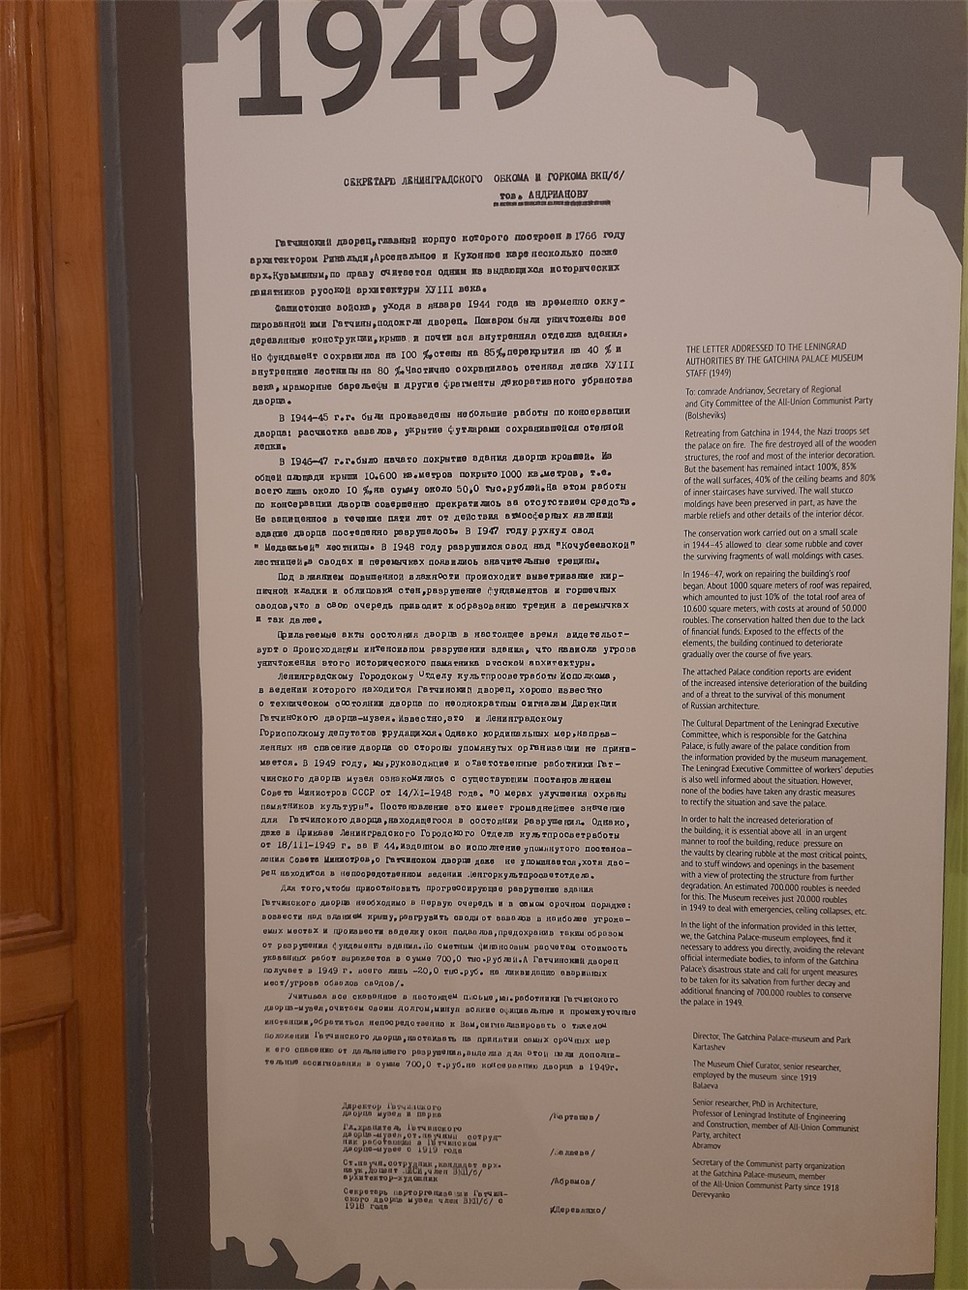 1949
СЕКРЕТАРЮ ЛЕНИНГРАДСКОГО ОБКОМА И ГОРКОМА ВКП/б/
тов. АНДРИАНОВУ
Гатчинский дворец,главный корпус которого построен в 1766 году
архитектором Ринальди,Арсенальное и Кухонное каре несколько позже
арх.Кузьминым,по праву считается одним из выдающихся исторических
памятников русской архитектуры ХУIII века.
Фашистские войска, уходя в январе 1944 года из временно окку-
пированной ими Гатчины,подожгли дворец. Пожаром были уничтожены все
деревянные конструкции,крыша и почти вся внутренняя отделка здания.
Но фундамент сохранился на 100 %,стены на 85%,перекрытия на 40 % и
внутренние лестницы на 80 %.Частично сохранилась стенная лепка ХУIII
века, мраморные барельефы и другие фрагменты декоративного убранства
дворца.
В 1944-45 г.г. были произведены небольшие работы по консервации
дворца: расчистка завалов, укрытие футлярами сохранившейся стенной
лепки.
В 1946-47 г.г.было начато покрытие здания дворца кровлей. Из
общей площади крыши 10.600 кв.метров покрыто 1000 кв.метров, т.е.
всего лишь около 10 %,на сумму около 50,0 тыс.рублей.На этом работы
по консервации дворца совершенно прекратились за отсутствием средств.
Не защищенное в течение пяти лет от действия атмосферных явлений
здание дворца постепенно разрушалось. В 1947 году рухнул свод
" Медвежьей" лестницы. В 1948 году разрушился свод над "Кочубеевской"
лестницей,в сводах и перемычках появились значительные трещины.
Под влиянием повышенной влажности происходит выветривание кир-
пичной кладки и облицовки стен,разрушение фундаментов и горшечных
сводов,что в свою очередь приводит к образованию трещин в перемычках
и так далее.
Прилагаемые акты состояния дворца в настоящее время видетельст-
вуют о происходящем интенсивном разрушении здания, что нависла угроза
уничтожения этого исторического памятника русской архитектуры.
Ленинградскому Городскому Отделу культпросветработы Исполкома,
в ведении которого находится Гатчинский дворец, хорошо известно
о техническом состоянии дворца по неоднократным сигналам Дирекции
Гатчинского дворца-музея. Известно,это и Ленинградскому
Горисполкому депутатов трудящихся. Однако кординальных мер,направ-
ленных на спасение дворца со стороны упомянутых организации не прини-
мается. В 1949 году, мы,руководящие и ответственные работники Гат-
чинского дворца музея ознакомились с существующим постановлением
Совета Министров СССР от 14/XI-1948 года. "О мерах улучшения охраны
памятников культуры". Постановление это имеет громаднейшее значение
для Гатчинского дворца,находящегося в состоянии разрушения. Однако,
даже в Приказе Ленинградского Городского Отдела культпросветработы
от 18/III-1949 г. за № 44,изданном во исполнение упомянутого постанов-
ления Совета Министров,о Гатчинском дворце даже не упоминается,хотя дво-
рец находится в непосредственном ведении Ленгоркультпросветотдела.
Для того,чтобы приостановить прогрессирующее разрушение здания
Гатчинского дворца необходимо в первую очередь и в самом срочном порядке:
возвести над зданием крышу,разгрузить своды от завалов в наиболее угрожа-
емых местах и произвести заделку окон подвалов,предохранив таким образом
от разрушения фундаменты здания.По сметным финансовым расчетам стоимость
указанных работ выразится в сумме 700,0 тыс.рублей.А Гатчинский дворец
получает в 1949 г. всего лишь -20,0 тыс.руб. на ликвидацию аварийных
мест/угроза обвалов сводов/.
Учитывая все сказанное в настоящем письме,мы.работники Гатчинского
дворца-музея,считаем своим долгом,минуя всякие официальные и промежуточные
инстанции,обратиться непосредственно к Вам,сигнализировать о тяжелом
положении Гатчинского дворца,настаивать на принятии самых срочных мер
к его спасению от дальнейшего разрушения,выделив для этой цели дополни-
тельные ассигнования в сумме 700,0 т.руб.на консервацию дворца в 1949г.
Директор Гатчинского
дворца музея и парка /Карташов/
Гл.хранитель Гатчинского
дворца-музея,ст.научный сотруд-
ник работающая в Гатчинском
дворце-музее с 1919 года /Балаева/
Ст.научн.сотрудник,кандидат арх.
наук,Доцент ЛИСИ,член ВКП/б/
архитектор-художник /Абрамов/
Секретарь парторганизации Гатчин-
ского дворца музея член ВКП/б/ с
1918 года /Деревянко/
THE LETTER ADDRESSED TO THE LENINGRAD
AUTHORITIES BY THE GATCHINA PALACE MUSEUM
STAFF (1949)
To: comrade Andrianov, Secretary of Regional
and City Committee of the All-Union Communist Party
(Bolsheviks)
Retreating from Gatchina in 1944, the Nazi troops set
the palace on fire. The fire destroyed all of the wooden
structures, the roof and most of the interior decoration.
But the basement has remained intact 100%, 85%
of the wall surfaces, 40% of the ceiling beams and 80%
of inner staircases have survived. The wall stucco
moldings have been preserved in part, as have the
marble reliefs and other details of the interior décor.
The conservation work carried out on a small scale
in 1944–45 allowed to clear some rubble and cover
the surviving fragments of wall moldings with cases.
In 1946–47, work on repairing the building's roof
began. About 1000 square meters of roof was repaired,
which amounted to just 10% of the total roof area of
10.600 square meters, with costs at around of 50.000
roubles. The conservation halted then due to the lack
of financial funds. Exposed to the effects of the
elements, the building continued to deteriorate
gradually over the course of five years.
The attached Palace condition reports are evident
of the increased intensive deterioration of the building
and of a threat to the survival of this monument
of Russian architecture.
The Cultural Department of the Leningrad Executive
Committee, which is responsible for the Gatchina
Palace, is fully aware of the palace condition from
the information provided by the museum management.
The Leningrad Executive Committee of workers' deputies
is also well informed about the situation. However,
none of the bodies have taken any drastic measures
to rectify the situation and save the palace.
In order to halt the increased deterioration of
the building, it is essential above all in an urgent
manner to roof the building, reduce pressure on
the vaults by clearing rubble at the most critical points,
and to stuff windows and openings in the basement
with a view of protecting the structure from further
degradation. An estimated 700.000 roubles is needed
for this. The Museum receives just 20.000 roubles
in 1949 to deal with emergencies, ceiling collapses, etc.
In the light of the information provided in this letter,
we, the Gatchina Palace-museum employees, find it
necessary to address you directly, avoiding the relevant
official intermediate bodies, to inform of the Gatchina
Palace's disastrous state and call for urgent measures
to be taken for its salvation from further decay and
additional financing of 700.000 roubles to conserve
the palace in 1949.
Director, The Gatchina Palace-museum and Park
Kartashev
The Museum Chief Curator, senior researcher,
employed by the museum since 1919
Balaeva
Senior researcher, PhD in Architecture,
Professor of Leningrad Institute of Engineering
and Construction, member of All-Union Communist
Party, architect
Abramov
Secretary of the Communist party organization
at the Gatchina Palace-museum, member
of the All-Union Communist Party since 1918
Derevyanko